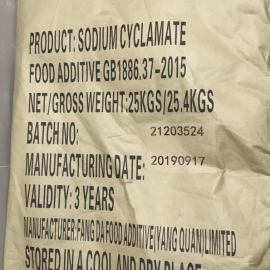 PRODUCT: SODIUM CYCLAMATE
FOOD ADDITIVE GB1886.37-2015
NET/GROSS WEIGHT:25KGS/25.4KGS
BATCH NO: 21203524
MANUFACTURING DATE: 20190917
VALIDITY: 3 YEARS
MANUFACTURER:FANG DA FOOD ADDITIVE(YANG QUAN)LIMITED
STORED IN A COOL AND DRY PLACE